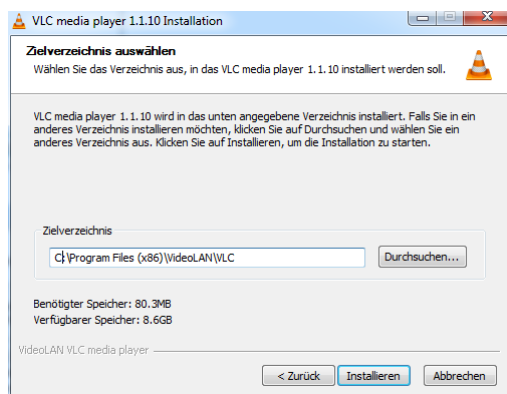 VLC media player 1.1.10 Installation
Zielverzeichnis auswählen
Wählen Sie das Verzeichnis aus, in das VLC media player 1.1.10 installiert werden soll.
VLC media player 1.1.10 wird in das unten angegebene Verzeichnis installiert. Falls Sie in ein
anderes Verzeichnis installieren möchten, klicken Sie auf Durchsuchen und wählen Sie ein
anderes Verzeichnis aus. Klicken Sie auf Installieren, um die Installation zu starten.
Zielverzeichnis
C:\Program Files (x86)\VideoLAN\VLC
Durchsuchen...
Benötigter Speicher: 80.3MB
Verfügbarer Speicher: 8.6GB
VideoLAN VLC media player
< Zurück
Installieren
Abbrechen